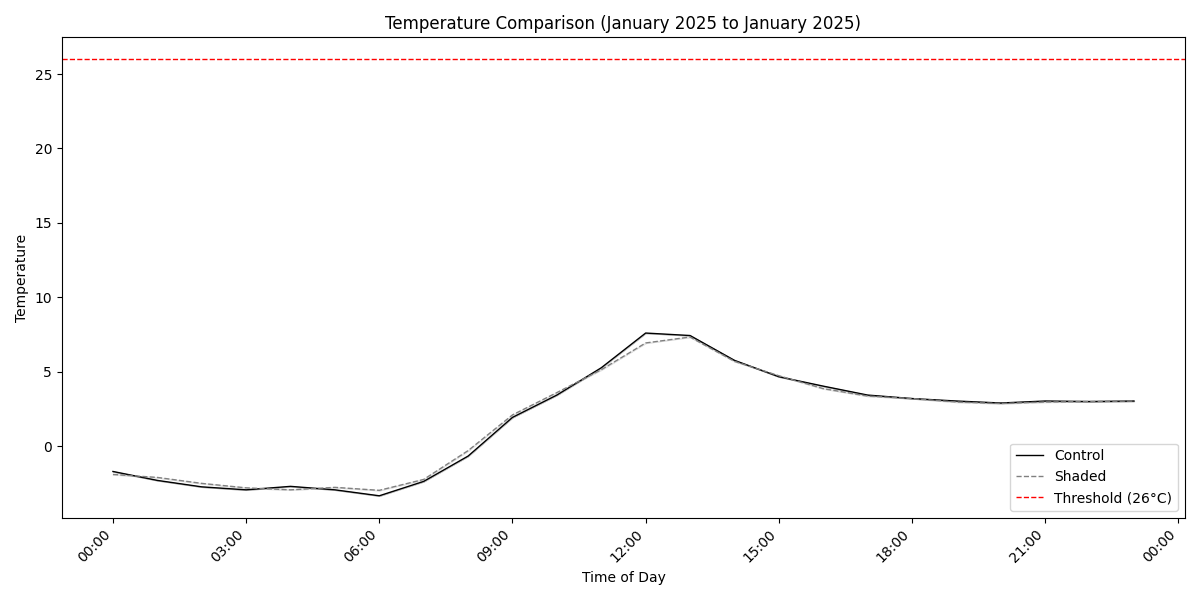 Temperature Comparison (January 2025 to January 2025)
25
20
15
10
5
0
Temperature
Control
Shaded
Threshold (26°C)
00:00
03:00
06:00
09:00
12:00
15:00
18:00
21:00
00:00
Time of Day